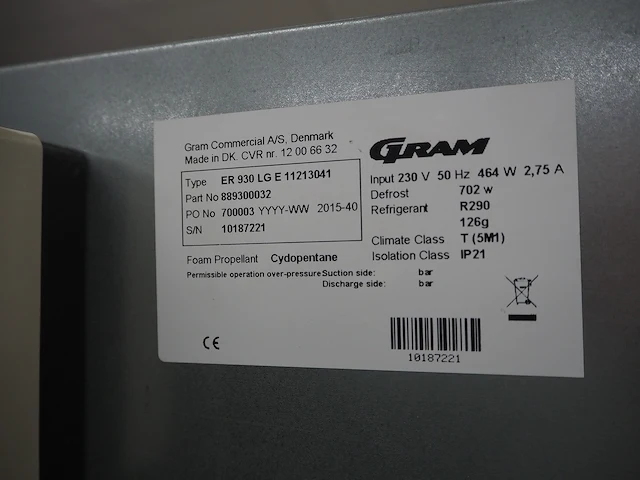 Gram Commercial A/S, Denmark
Made in DK. CVR nr. 12 00 66 32
Type ER 930 LG E 11213041
Part No 889300032
PO No 700003 YYYY-WW 2015-40
S/N 10187221
Foam Propellant Cydopentane
Permissible operation over-pressure Suction side: bar
Discharge side: bar
CE
GRAM
Input 230 V 50 Hz 464 W 2,75 A
Defrost 702 w
Refrigerant R290
126g
Climate Class T (5M1)
Isolation Class IP21
10187221